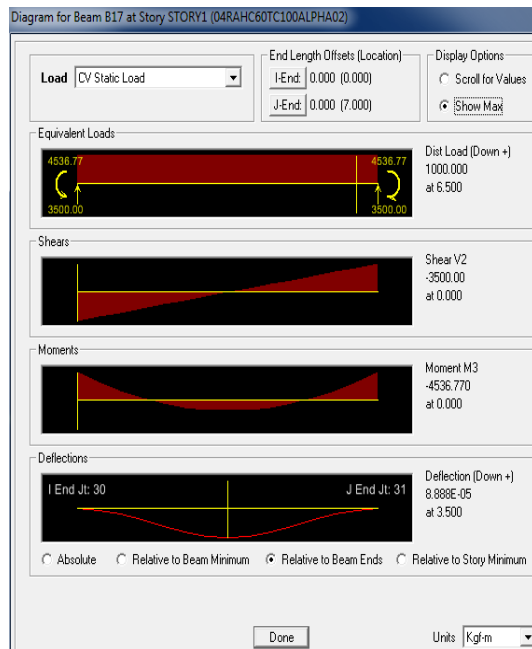 Diagram for Beam B17 at Story STORY1 (04RAHC60TC100ALPHA02)
Load CV Static Load
End Length Offsets (Location)
I-End: 0.000 (0.000)
J-End: 0.000 (7.000)
Display Options
Scroll for Values
Show Max
Equivalent Loads
4536.77 4536.77
3500.00 3500.00
Dist Load (Down +)
1000.000
at 6.500
Shears
Shear V2
-3500.00
at 0.000
Moments
Moment M3
-4536.770
at 0.000
Deflections
I End Jt: 30 J End Jt: 31
Deflection (Down +)
8.888E-05
at 3.500
Absolute Relative to Beam Minimum Relative to Beam Ends Relative to Story Minimum
Done Units Kgf-m